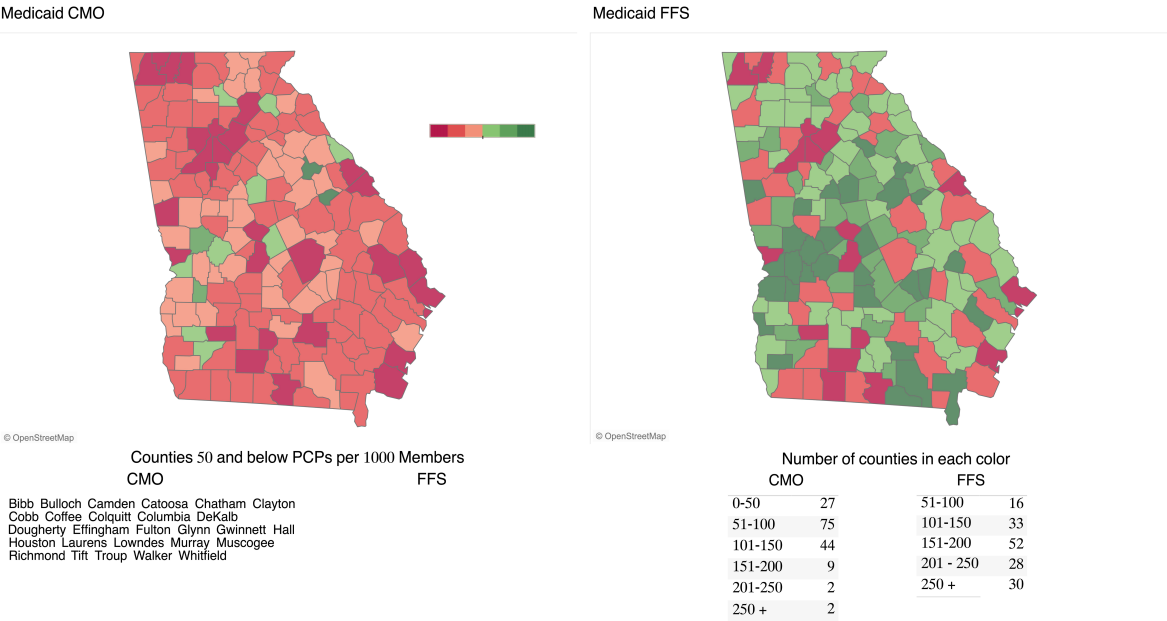 Medicaid CMO
Medicaid FFS
© OpenStreetMap
© OpenStreetMap
Counties 50 and below PCPs per 1000 Members
CMO
FFS
Bibb Bulloch Camden Catoosa Chatham Clayton
Cobb Coffee Colquitt Columbia DeKalb
Dougherty Effingham Fulton Glynn Gwinnett Hall
Houston Laurens Lowndes Murray Muscogee
Richmond Tift Troup Walker Whitfield
Number of counties in each color
CMO
0-50 27
51-100 75
101-150 44
151-200 9
201-250 2
250 + 2
FFS
51-100 16
101-150 33
151-200 52
201 - 250 28
250 + 30